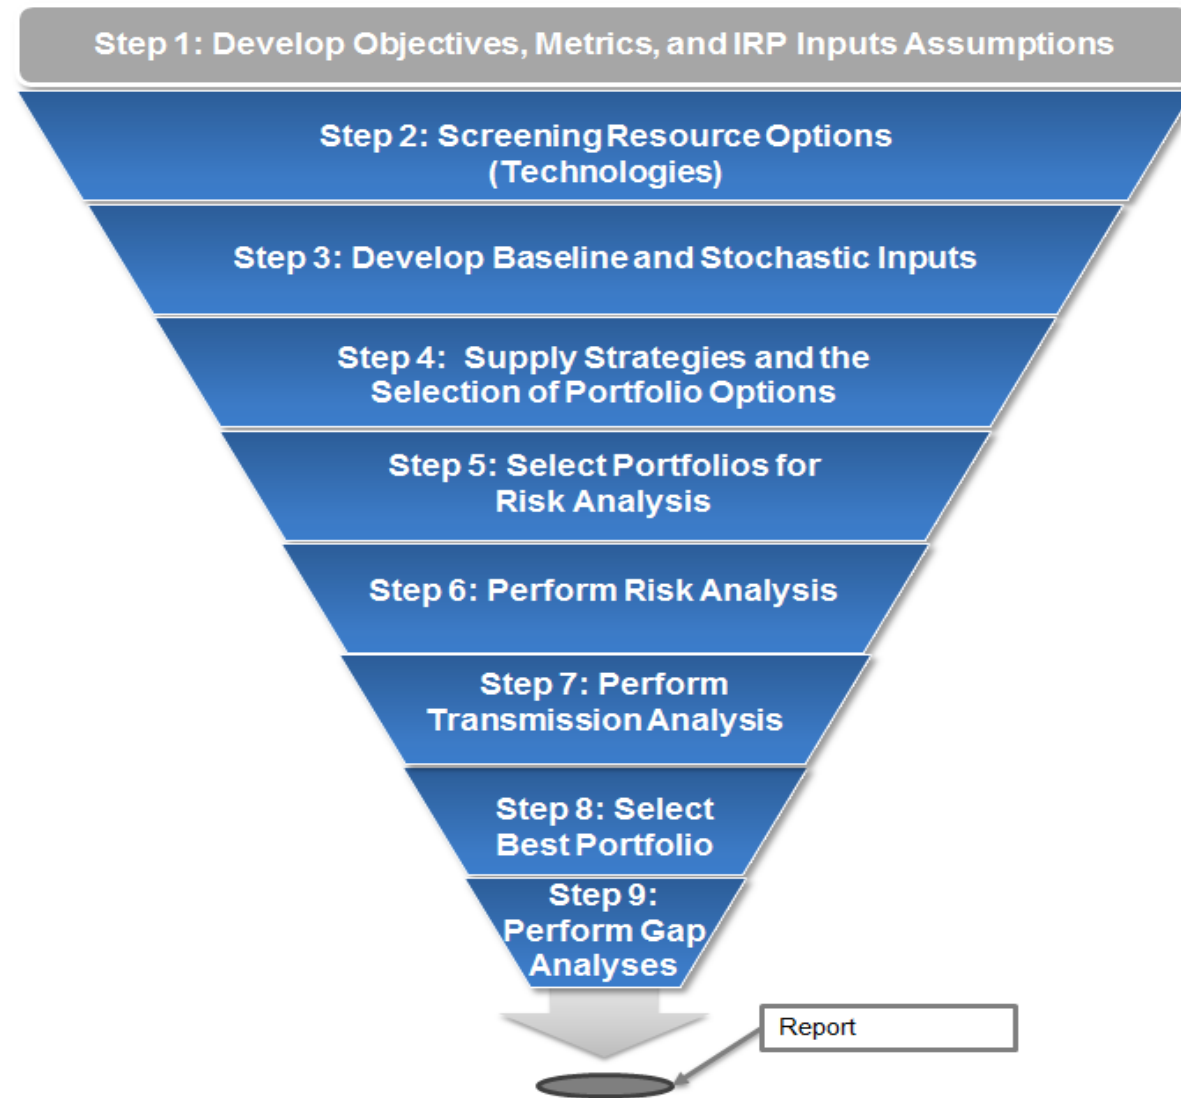 Step 1: Develop Objectives, Metrics, and IRP Inputs Assumptions
Step 2: Screening Resource Options
(Technologies)
Step 3: Develop Baseline and Stochastic Inputs
Step 4: Supply Strategies and the
Selection of Portfolio Options
Step 5: Select Portfolios for
Risk Analysis
Step 6: Perform Risk Analysis
Step 7: Perform
Transmission Analysis
Step 8: Select
Best Portfolio
Step 9:
Perform Gap
Analyses
Report